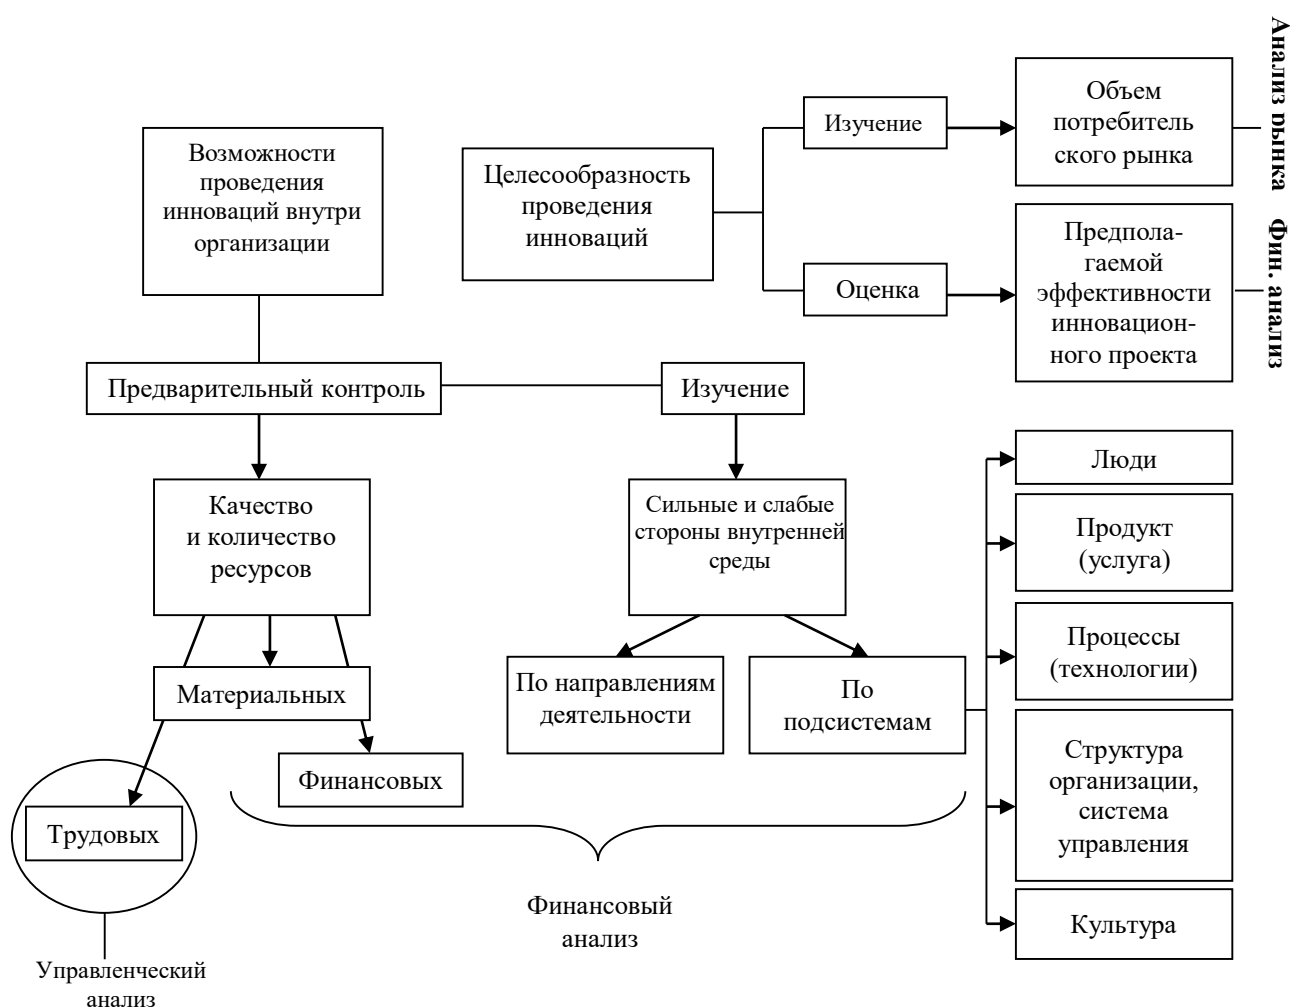 Анализ рынка
Фин. анализ
Изучение
Объем
потребитель
ского рынка
Возможности
проведения
инноваций внутри
организации
Целесообразность
проведения
инноваций
Оценка
Предпола-
гаемой
эффективности
инновацион-
ного проекта
Предварительный контроль
Изучение
Качество
и количество
ресурсов
Сильные и слабые
стороны внутренней
среды
Люди
Продукт
(услуга)
Процессы
(технологии)
Материальных
По направлениям
деятельности
По
подсистемам
Финансовых
Трудовых
Структура
организации,
система
управления
Культура
Финансовый
анализ
Управленческий
анализ